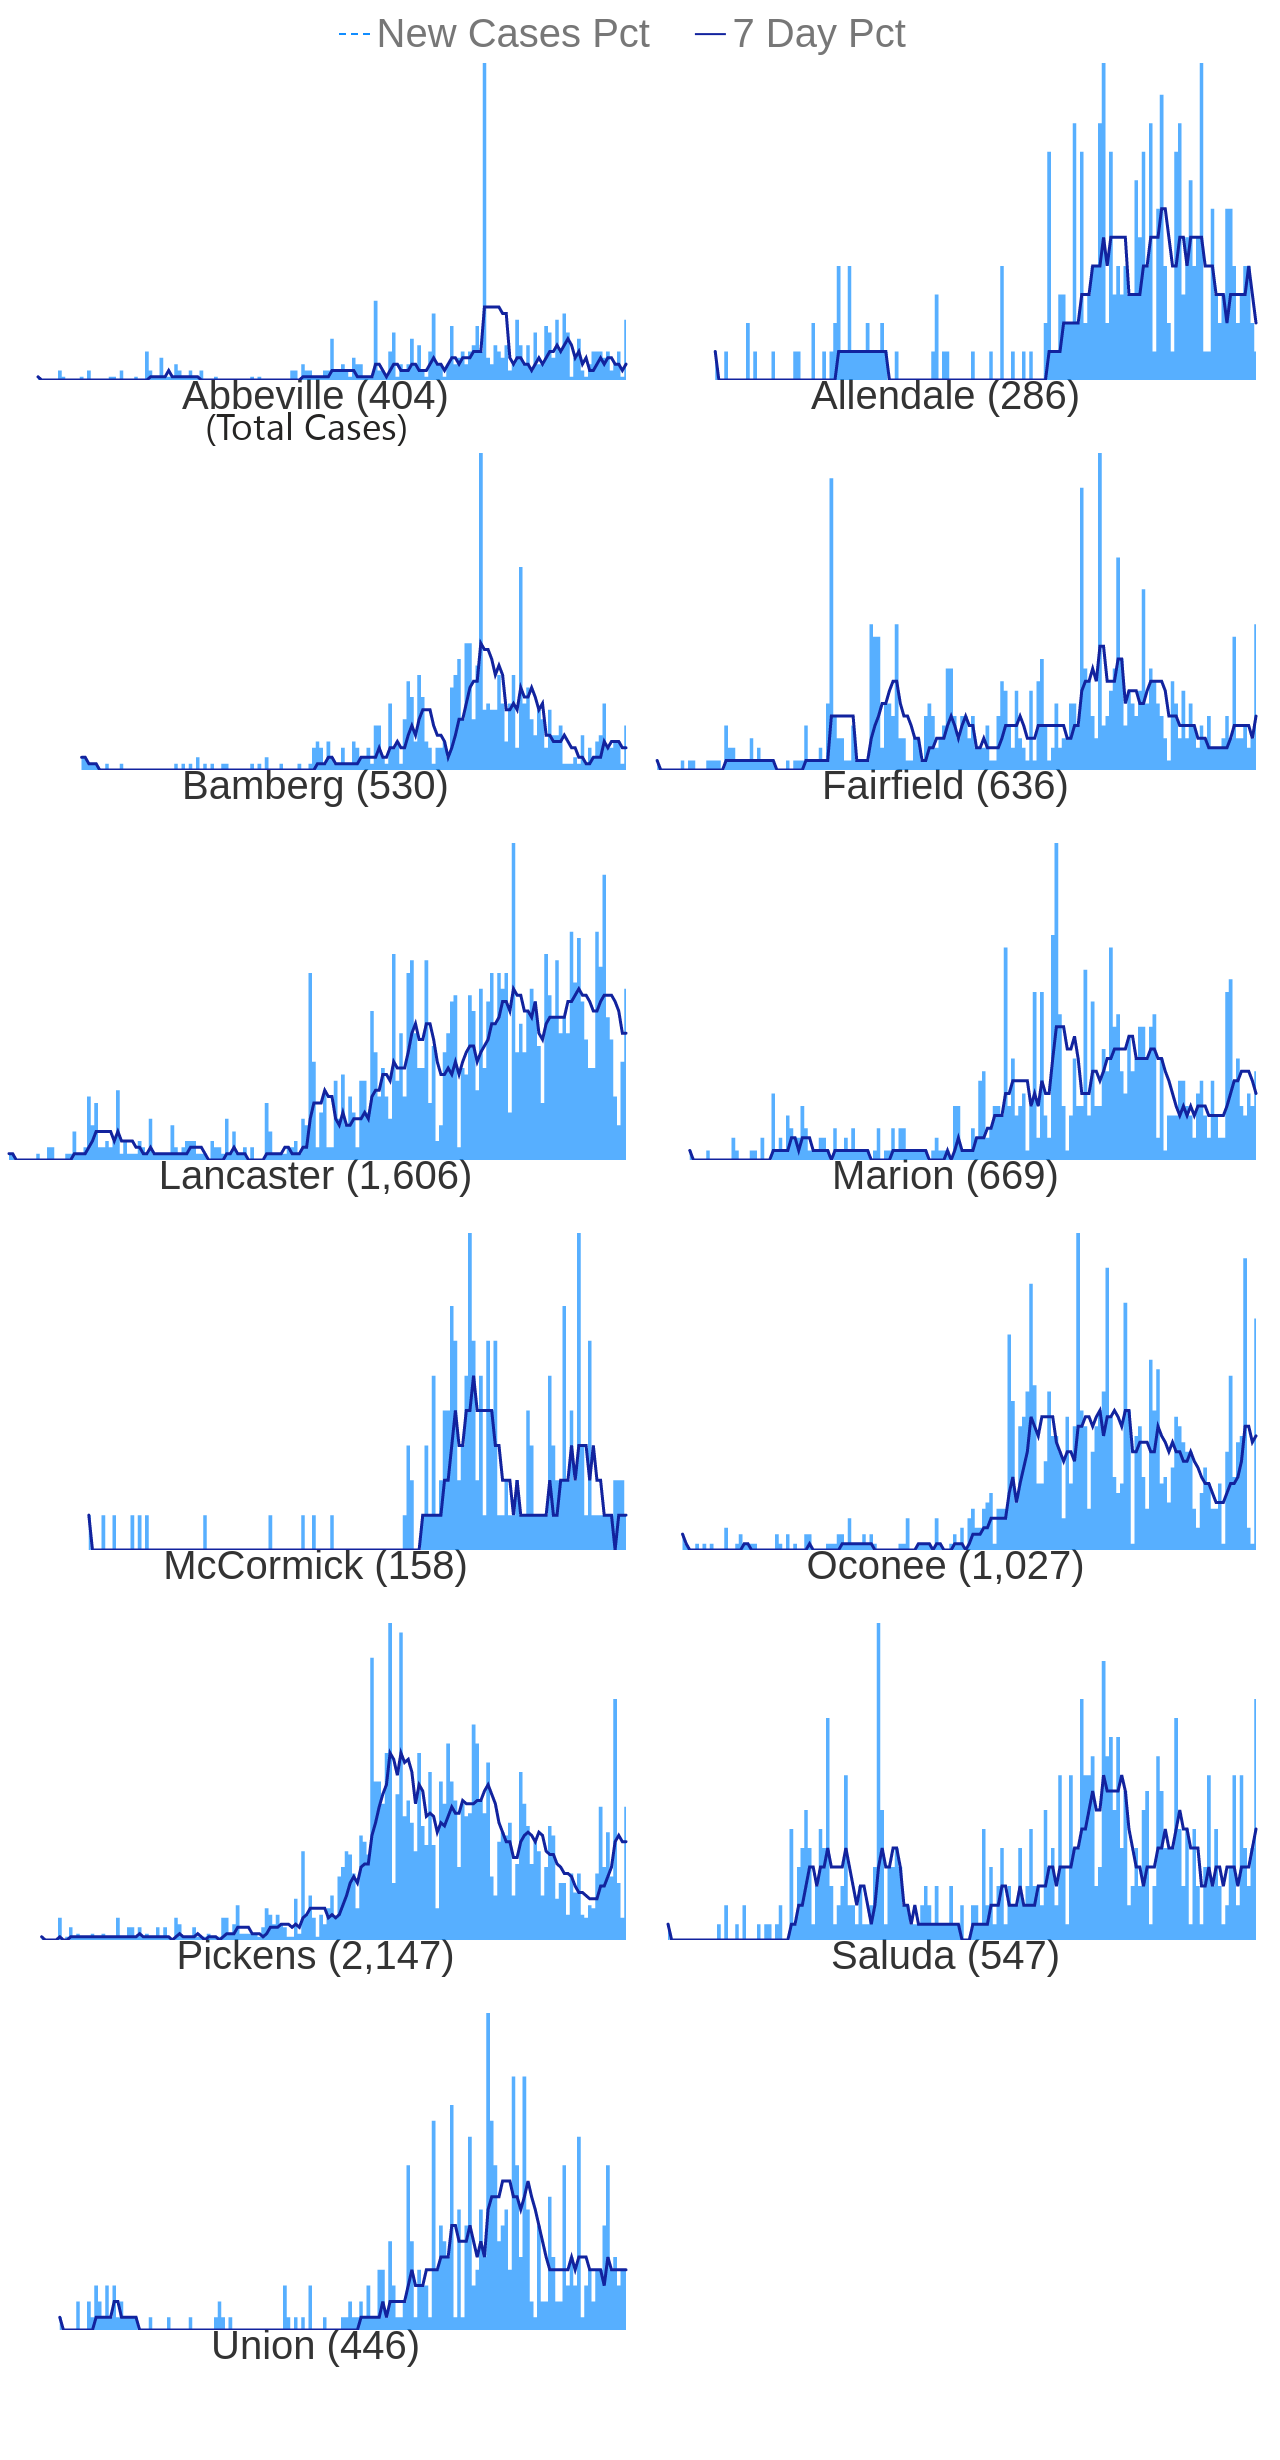 New Cases Pct 7 Day Pct
Abbeville (404) Allendale (286)
(Total Cases)
Bamberg (530) Fairfield (636)
Lancaster (1,606) Marion (669)
McCormick (158) Oconee (1,027)
Pickens (2,147) Saluda (547)
Union (446)